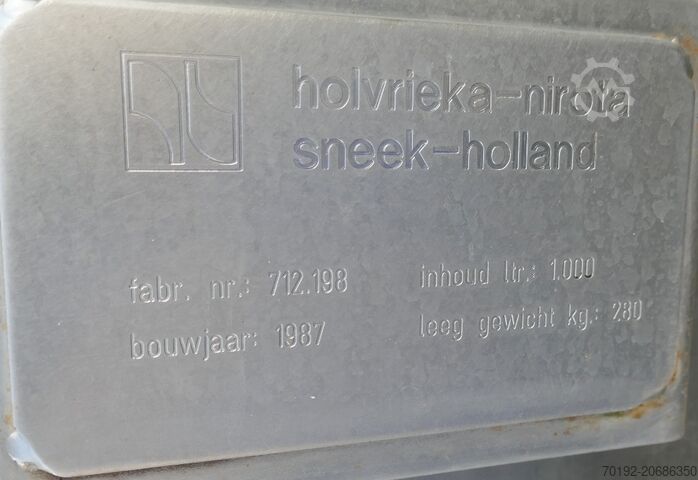 holvrieka-nirota
sneek-holland
fabr. nr.: 712.198
inhoud ltr.: 1.000
bouwjaar: 1987
leeg gewicht kg.: 280
70192-20686350